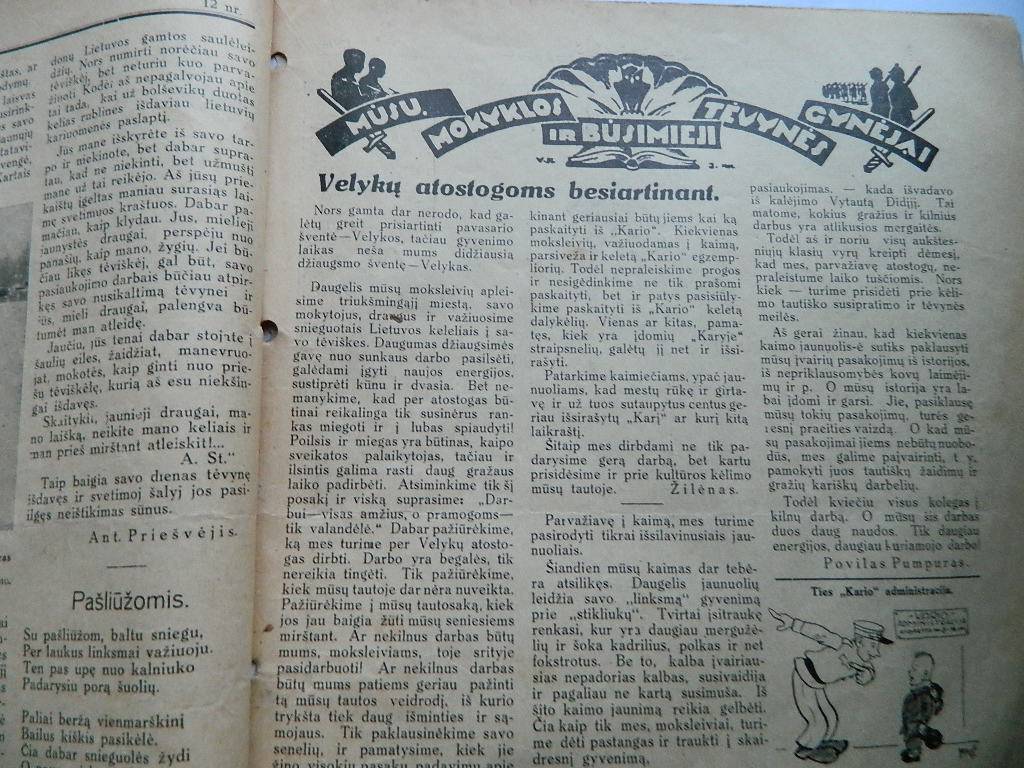 12 nr.
štas, ar
odymų.
laisvas
usirink-
s savo
aunųjų
tatavi-
vengė,
Kartais
donų Lietuvos gamtos saulėlei-
džių. Nors numirti norėčiau savo
tėviškėj, bet neturiu kuo parva-
žiuoti Kodėl aš nepagalvojau apie
tai tada, kai už bolševikų duotas
kelias rublines išdaviau lietuvių
kariuomenės paslaptį.
Jūs mane išskyrėte iš savo tar-
po ir niekinote, bet dabar supra-
tau, kad ne niekinti, bet užmušti
mane už tai reikėjo. Aš jūsų prie-
kaištų įgeltas maniau surasiąs lai-
mę svetimuos kraštuos. Dabar pa-
mačiau, kaip klydau. Jus, mielieji
jaunystės draugai, perspėju nuo
panašių, kaip mano, žygių. Jei bū-
čiau likęs tėviškėj, gal būt, savo
pasiaukojimo darbais būčiau atpir-
kęs savo nusikaltimą tėvynei ir
jūs, mieli draugai, palengva bū-
tumėt man atleidę.
Jaučiu, jūs tenai dabar stojate į
šaulių eiles, žaidžiat, manevruo-
jat, mokotės, kaip ginti nuo prie-
šų tėviškėlę, kurią aš esu niekšin-
gai išdavęs.
Skaitykit, jaunieji draugai, ma-
no laišką, neikite mano keliais ir
man prieš mirštant atleiskit!...
A. St."
Taip baigia savo dienas tėvynę
išdavęs ir svetimoj šalyj jos pasi-
ilgęs neištikimas sūnus.
Ant. Priešvėjis.
Pašliūžomis.
Su pašliūžom, baltu sniegu,
Per laukus linksmai važiuoju.
Ten pas upę nuo kalniuko
Padarysiu porą šuolių.
Paliai beržą vienmarškinį
Bailus kiškis pasikėlė.
Čia dabar snieguolės žydi
MŪSŲ MOKYKLOS TĖVYNĖS GYNĖJAI
IR BŪSIMIEJI
Velykų atostogoms besiartinant.
Nors gamta dar nerodo, kad ga-
lėtų greit prisiartinti pavasario
šventė—Velykos, tačiau gyvenimo
laikas neša mums didžiausią
džiaugsmo šventę—Velykas.
Daugelis mūsų moksleivių aplei-
sime triukšmingąjį miestą, savo
mokytojus, draugus ir važiuosime
snieguotais Lietuvos keleliais į sa-
vo tėviškes. Daugumas džiaugsimės
gavę nuo sunkaus darbo pasilsėti,
galėdami įgyti naujos energijos,
sustiprėti kūnu ir dvasia. Bet ne-
manykime, kad per atostogas bū-
tinai reikalinga tik susinėrus ran-
kas miegoti ir į lubas spiaudyti!
Poilsis ir miegas yra būtinas, kaipo
sveikatos palaikytojas, tačiau ir
ilsintis galima rasti daug gražaus
laiko padirbėti. Atsiminkime tik šį
posakį ir viską suprasime: „Dar-
bui—visas amžius, o pramogoms—
tik valandėlė." Dabar pažiūrėkime,
ką mes turime per Velykų atosto-
gas dirbti. Darbo yra begalės, tik
nereikia tingėti. Tik pažiūrėkime,
kiek mūsų tautoje dar nėra nuveikta.
Pažiūrėkime į mūsų tautosaką, kiek
jos jau baigia žūti mūsų seniesiems
mirštant. Ar nekilnus darbas būtų
mums, moksleiviams, toje srityje
pasidarbuoti! Ar nekilnus darbas
būtų mums patiems geriau pažinti
tą mūsų tautos veidrodį, iš kurio
trykšta tiek daug išminties ir są-
mojaus. Tik paklausinėkime savo
senelių, ir pamatysime, kiek jie
žino visokių pasakų, padavimų apie
kinant geriausiai būtų jiems kai ką
paskaityti iš „Kario". Kiekvienas
moksleivių, važiuodamas į kaimą,
parsiveža ir keletą „Kario" egzemp-
liorių. Todėl nepraleiskime progos
ir nesigėdinkime ne tik prašomi
paskaityti, bet ir patys pasisiūly-
kime paskaityti iš „Kario" keletą
dalykėlių. Vienas ar kitas, pama-
tęs, kiek yra įdomių „Karyje"
straipsnelių, galėtų jį net ir išsi-
rašyti.
Patarkime kaimiečiams, ypač jau-
nuoliams, kad mestų rūkę ir girta-
vę ir už tuos sutaupytus centus ge-
riau išsirašytų „Karį" ar kurį kitą
laikraštį.
Šitaip mes dirbdami ne tik pa-
darysime gerą darbą, bet kartu
prisidėsime ir prie kultūros kėlimo
mūsų tautoje. Žilėnas.
Parvažiavę į kaimą, mes turime
pasirodyti tikrai išsilavinusiais jau-
nuoliais.
Šiandien mūsų kaimas dar tebė-
ra atsilikęs. Daugelis jaunuolių
leidžia savo „linksmą" gyvenimą
prie „stikliukų". Tvirtai įsitraukę
renkasi, kur yra daugiau mergužė-
lių ir šoka kadrilius, polkas ir net
fokstrotus. Be to, kalba įvairiau-
sias nepadorias kalbas, susivaidija
ir pagaliau ne kartą susimuša. Iš
šito kaimo jaunimą reikia gelbėti.
Čia kaip tik mes, moksleiviai, turi-
me dėti pastangas ir traukti į skai-
dresnį gyvenimą.
pasiaukojimas, — kada išvadavo
iš kalėjimo Vytautą Didįjį. Tai
matome, kokius gražius ir kilnius
darbus yra atlikusios mergaitės.
Todėl aš ir noriu visų aukštes-
niųjų klasių vyrų kreipti dėmesį,
kad mes, parvažiavę atostogų, ne-
praleistume laiko tuščiomis. Nors
kiek — turime prisidėti prie kėli-
mo tautiško susipratimo ir tėvynės
meilės.
Aš gerai žinau, kad kiekvienas
kaimo jaunuolis-ė sutiks paklausyti
mūsų įvairių pasakojimų iš istorijos,
iš nepriklausomybės kovų laimėji-
mų ir p. O mūsų istorija yra la-
bai įdomi ir garsi. Jie, pasiklausę
mūsų tokių pasakojimų, turės ge-
resnį praeities vaizdą. O kad mū-
sų pasakojimai jiems nebūtų nuobo-
dūs, mes galime paįvairinti, t. y.
pamokyti juos tautiškų žaidimų ir
gražių kariškų darbelių.
Todėl kviečiu visus kolegas į
kilnų darbą. O mūsų šis darbas
duos daug naudos. Tik daugiau
energijos, daugiau kuriamojo darbo!
Povilas Pumpuras.
Ties „Kario" administracija.